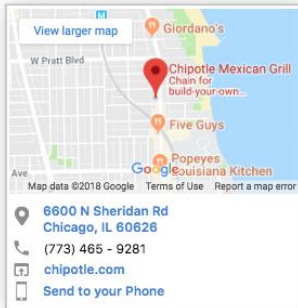 M
View larger map
Giordano's
W Pratt Blvd
Chipotle Mexican Grill
Chain for
build-your-own...
Five Guys
Popeyes
Louisiana Kitchen
Google
Ave
Map data ©2018 Google Terms of Use Report a map error
6600 N Sheridan Rd
Chicago, IL 60626
(773) 465 - 9281
chipotle.com
Send to your Phone